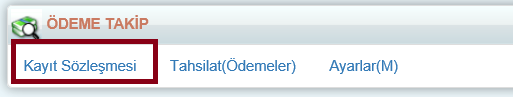 ÖDEME TAKİP
Kayıt Sözleşmesi Tahsilat(Ödemeler) Ayarlar(M)